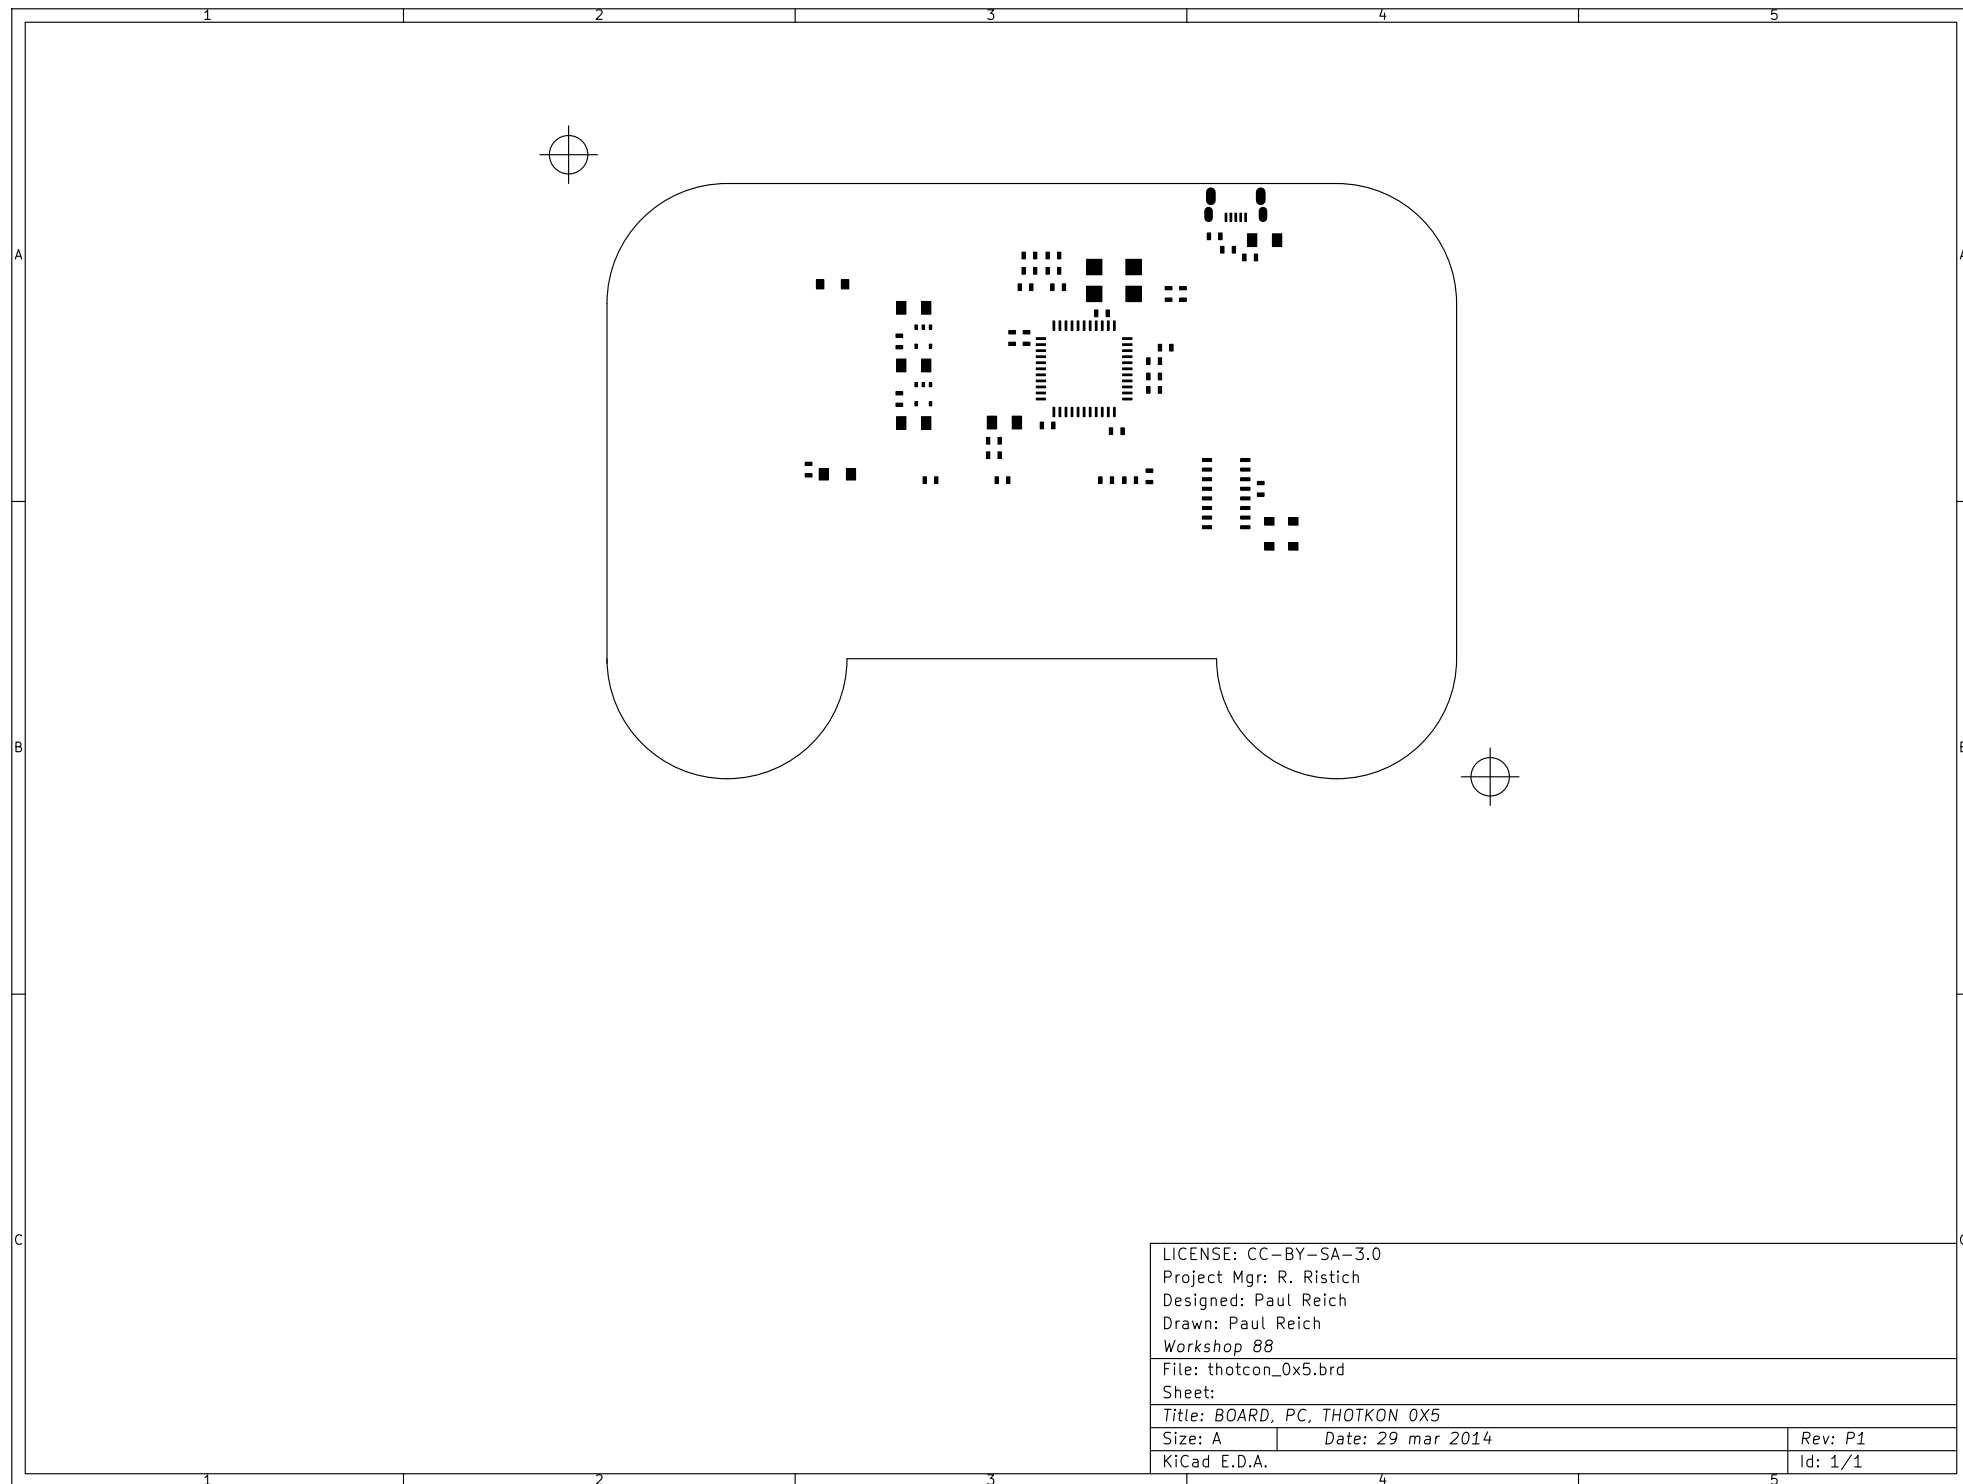 1 2 3 4 5
A A
B B
C C
LICENSE: CC-BY-SA-3.0
Project Mgr: R. Ristich
Designed: Paul Reich
Drawn: Paul Reich
Workshop 88
File: thotcon_0x5.brd
Sheet:
Title: BOARD, PC, THOTKON 0X5
Size: A Date: 29 mar 2014 Rev: P1
KiCad E.D.A. Id: 1/1
1 2 3 4 5